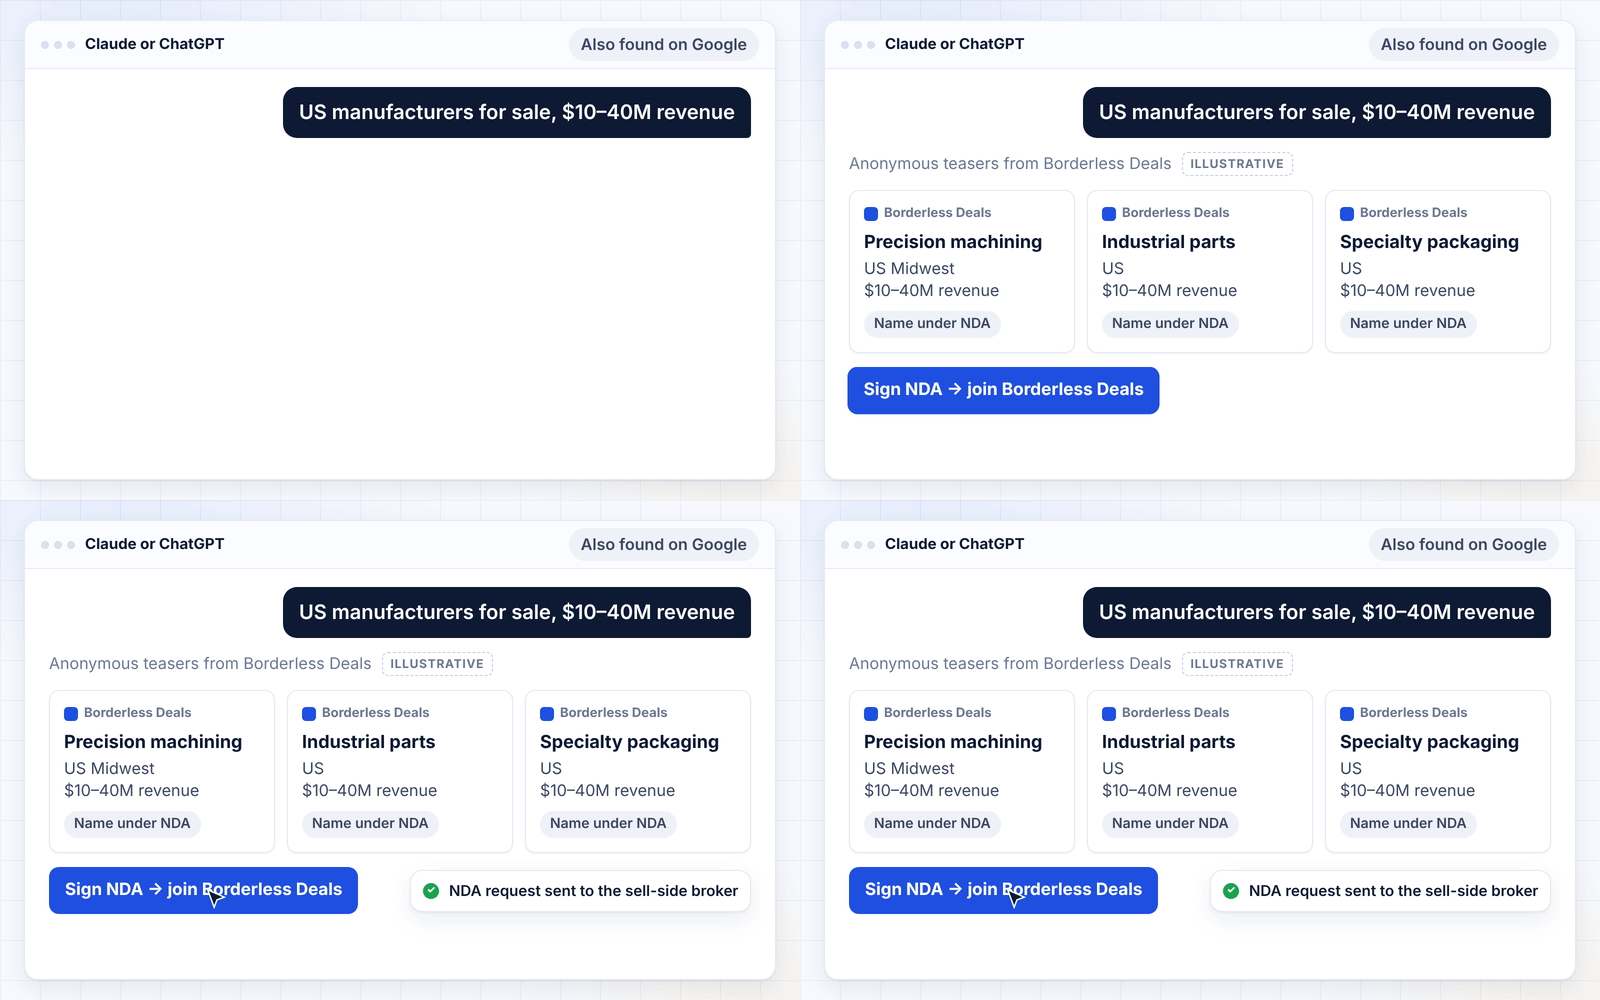 Claude or ChatGPT
Also found on Google
US manufacturers for sale, $10–40M revenue
Claude or ChatGPT
Also found on Google
US manufacturers for sale, $10–40M revenue
Anonymous teasers from Borderless Deals
ILLUSTRATIVE
Borderless Deals
Precision machining
US Midwest
$10–40M revenue
Name under NDA
Borderless Deals
Industrial parts
US
$10–40M revenue
Name under NDA
Borderless Deals
Specialty packaging
US
$10–40M revenue
Name under NDA
Sign NDA → join Borderless Deals
Claude or ChatGPT
Also found on Google
US manufacturers for sale, $10–40M revenue
Anonymous teasers from Borderless Deals
ILLUSTRATIVE
Borderless Deals
Precision machining
US Midwest
$10–40M revenue
Name under NDA
Borderless Deals
Industrial parts
US
$10–40M revenue
Name under NDA
Borderless Deals
Specialty packaging
US
$10–40M revenue
Name under NDA
Sign NDA → join Borderless Deals
NDA request sent to the sell-side broker
Claude or ChatGPT
Also found on Google
US manufacturers for sale, $10–40M revenue
Anonymous teasers from Borderless Deals
ILLUSTRATIVE
Borderless Deals
Precision machining
US Midwest
$10–40M revenue
Name under NDA
Borderless Deals
Industrial parts
US
$10–40M revenue
Name under NDA
Borderless Deals
Specialty packaging
US
$10–40M revenue
Name under NDA
Sign NDA → join Borderless Deals
NDA request sent to the sell-side broker